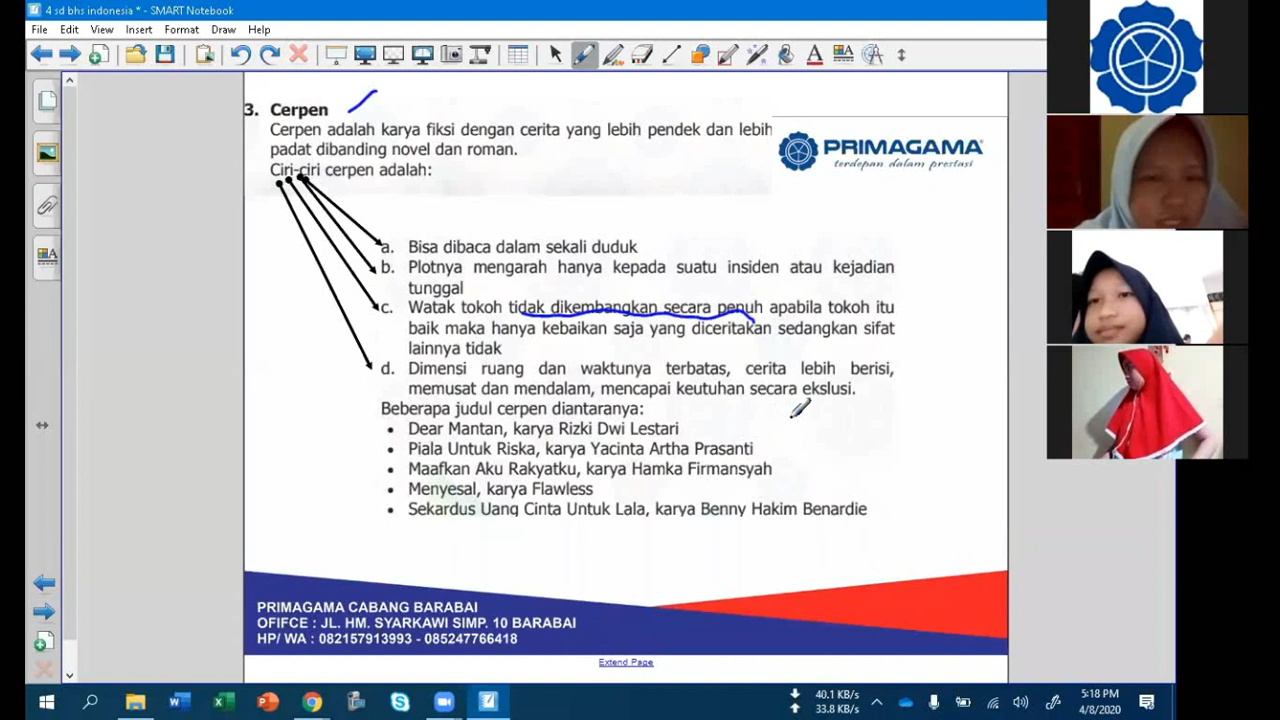 4 sd bhs indonesia * - SMART Notebook
File Edit View Insert Format Draw Help
3. Cerpen
Cerpen adalah karya fiksi dengan cerita yang lebih pendek dan lebih
padat dibanding novel dan roman.
Ciri-ciri cerpen adalah:
PRIMAGAMA
terdepan dalam prestasi
a. Bisa dibaca dalam sekali duduk
b. Plotnya mengarah hanya kepada suatu insiden atau kejadian
tunggal
c. Watak tokoh tidak dikembangkan secara penuh apabila tokoh itu
baik maka hanya kebaikan saja yang diceritakan sedangkan sifat
lainnya tidak
d. Dimensi ruang dan waktunya terbatas, cerita lebih berisi,
memusat dan mendalam, mencapai keutuhan secara ekslusi.
Beberapa judul cerpen diantaranya:
• Dear Mantan, karya Rizki Dwi Lestari
• Piala Untuk Riska, karya Yacinta Artha Prasanti
• Maafkan Aku Rakyatku, karya Hamka Firmansyah
• Menyesal, karya Flawless
• Sekardus Uang Cinta Untuk Lala, karya Benny Hakim Benardie
PRIMAGAMA CABANG BARABAI
OFIFCE : JL. HM. SYARKAWI SIMP. 10 BARABAI
HP/ WA : 082157913993 - 085247766418
Extend Page
40.1 KB/s
33.8 KB/s
5:18 PM
4/8/2020